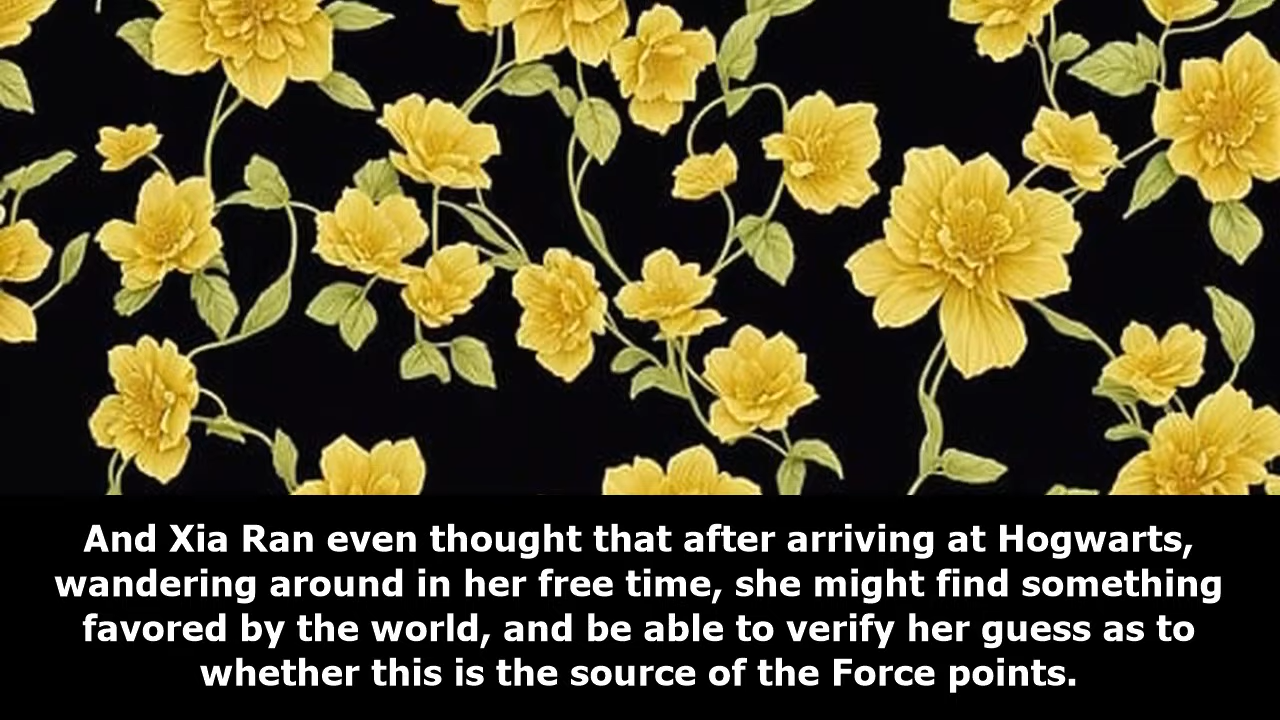 And Xia Ran even thought that after arriving at Hogwarts,
wandering around in her free time, she might find something
favored by the world, and be able to verify her guess as to
whether this is the source of the Force points.